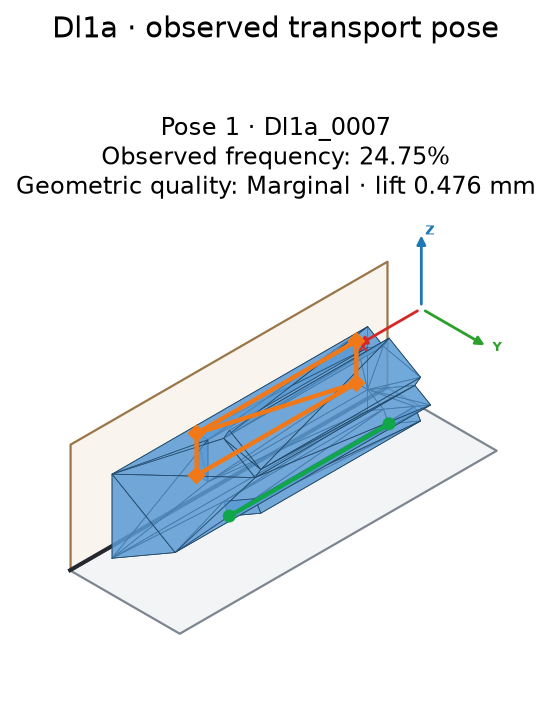 Dl1a · observed transport pose
Pose 1 · Dl1a_0007
Observed frequency: 24.75%
Geometric quality: Marginal · lift 0.476 mm
Z
X
Y